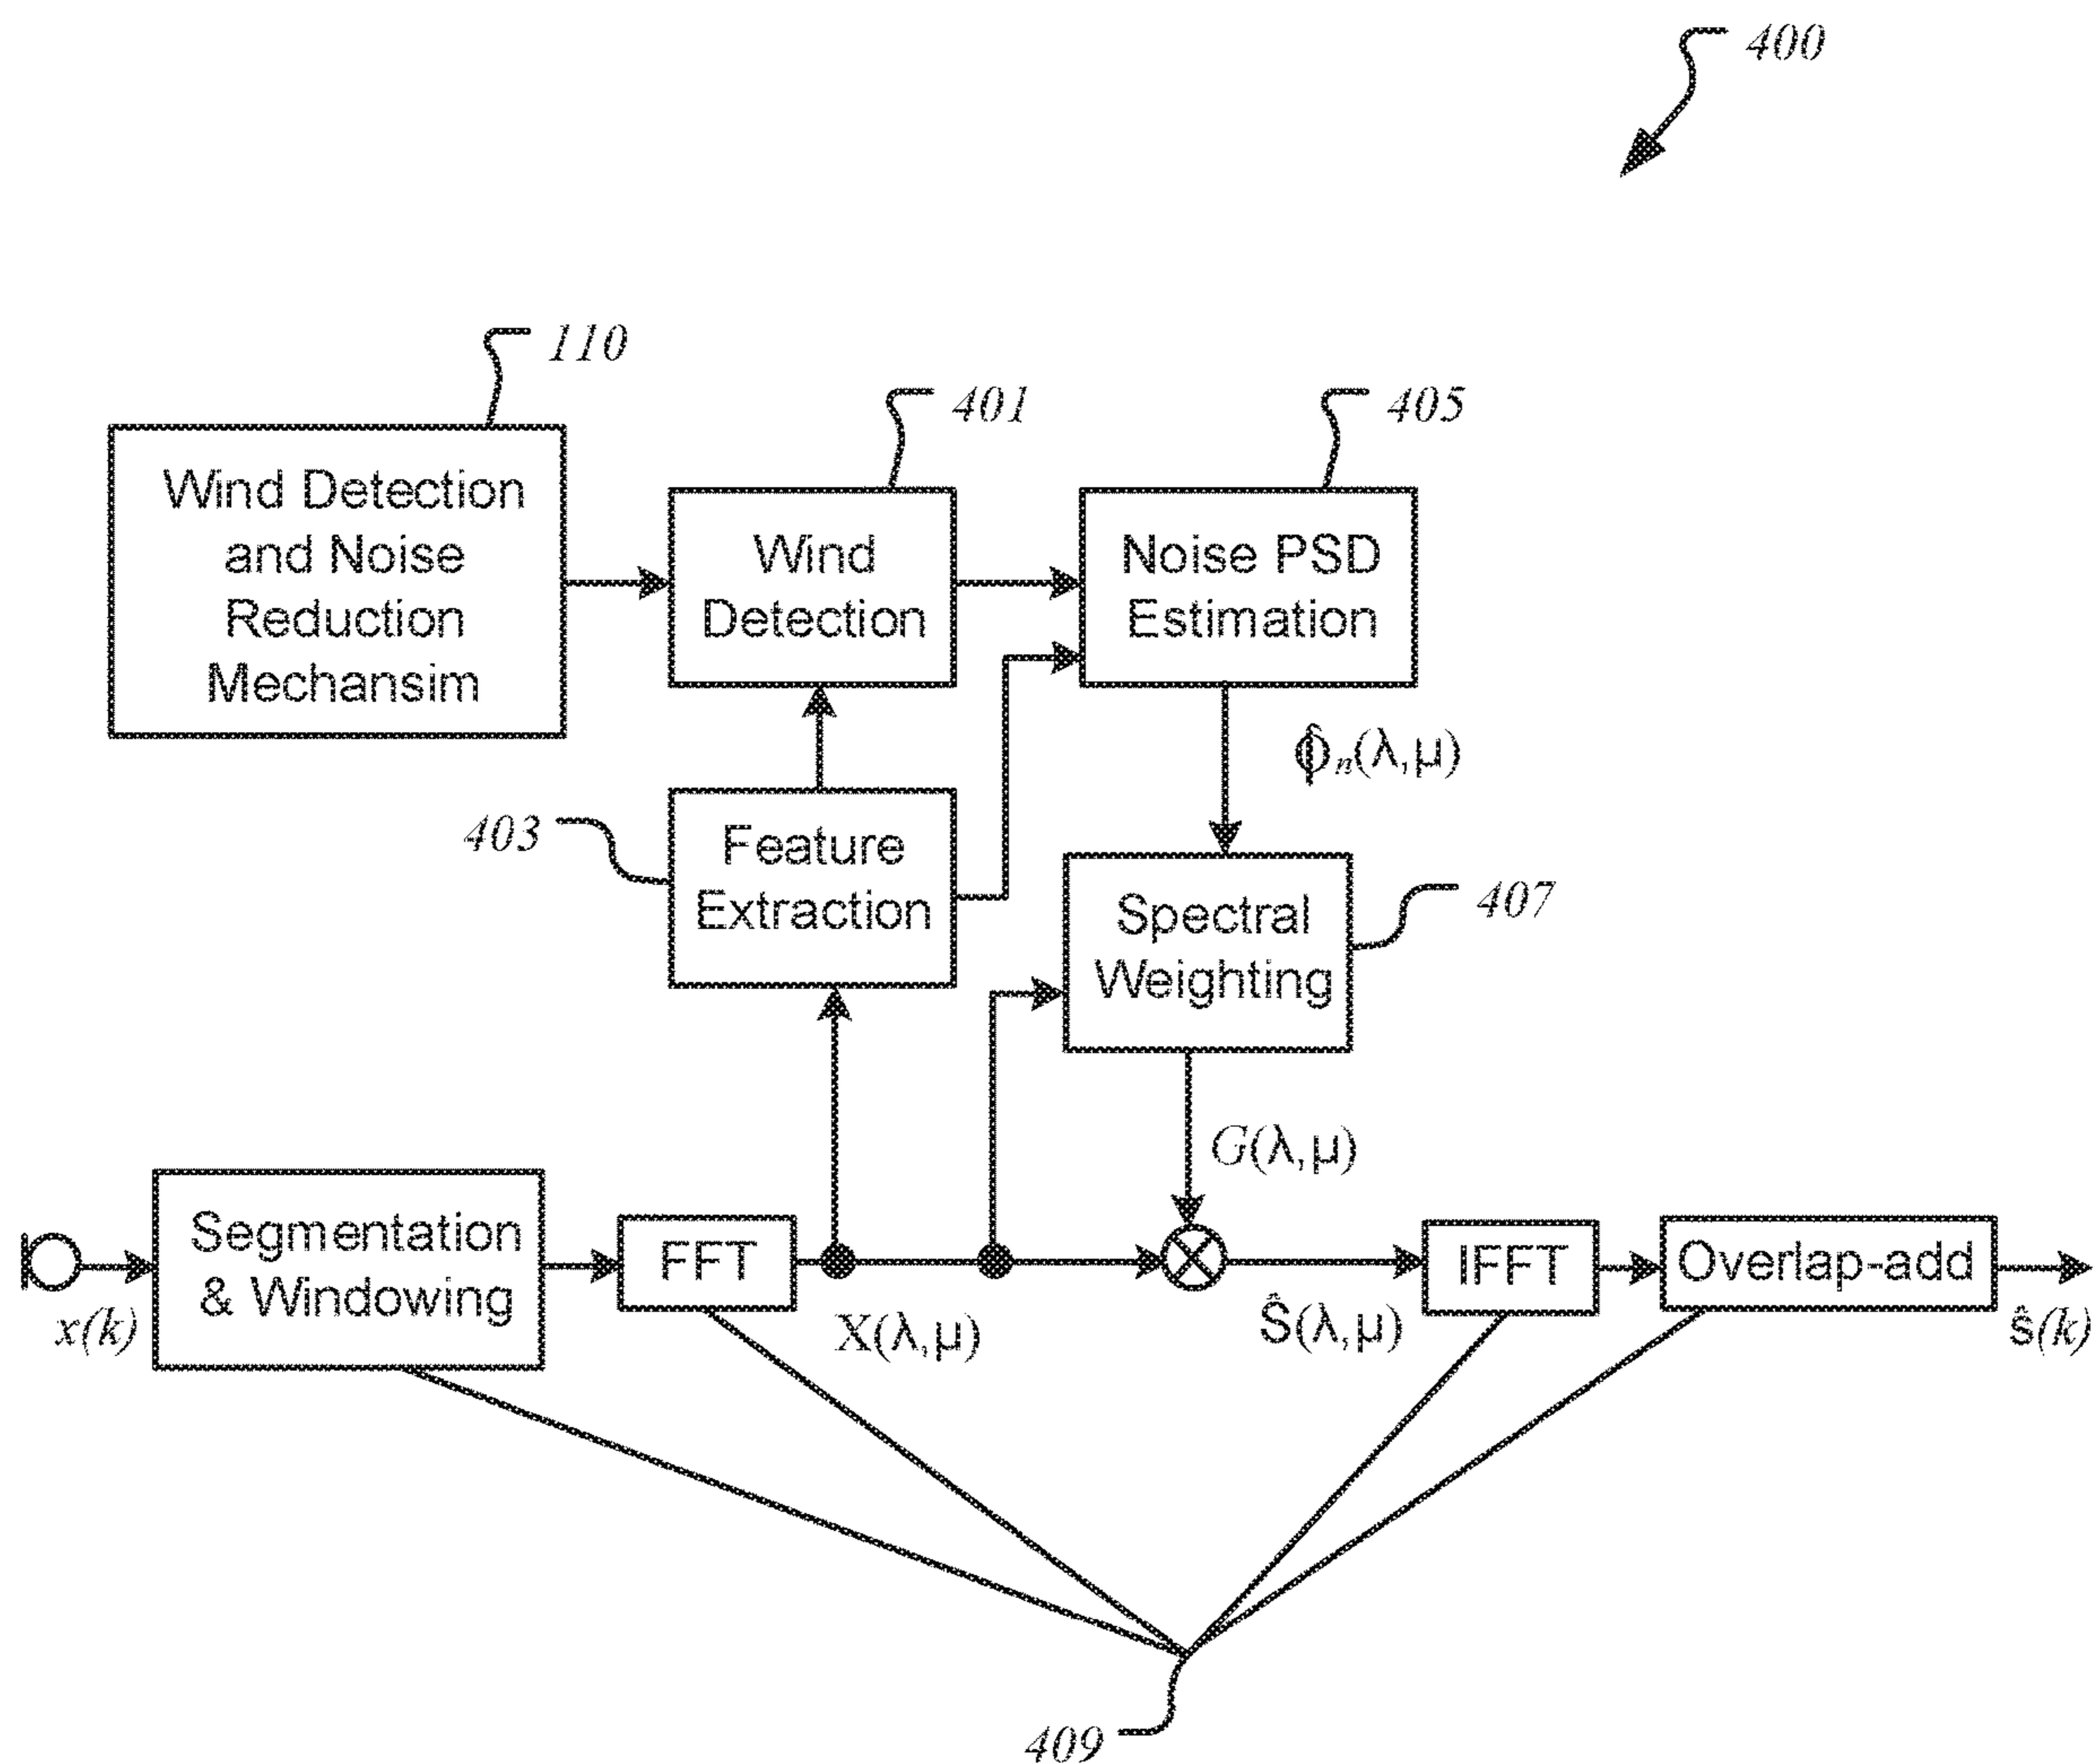 400
110
401
405
Wind Detection
and Noise
Reduction
Mechansim
Wind
Detection
Noise PSD
Estimation
ϕ̂n(λ,μ)
403
Feature
Extraction
Spectral
Weighting
407
G(λ,μ)
Segmentation
& Windowing
FFT
IFFT
Overlap-add
x(k)
X(λ,μ)
Ŝ(λ,μ)
ŝ(k)
409